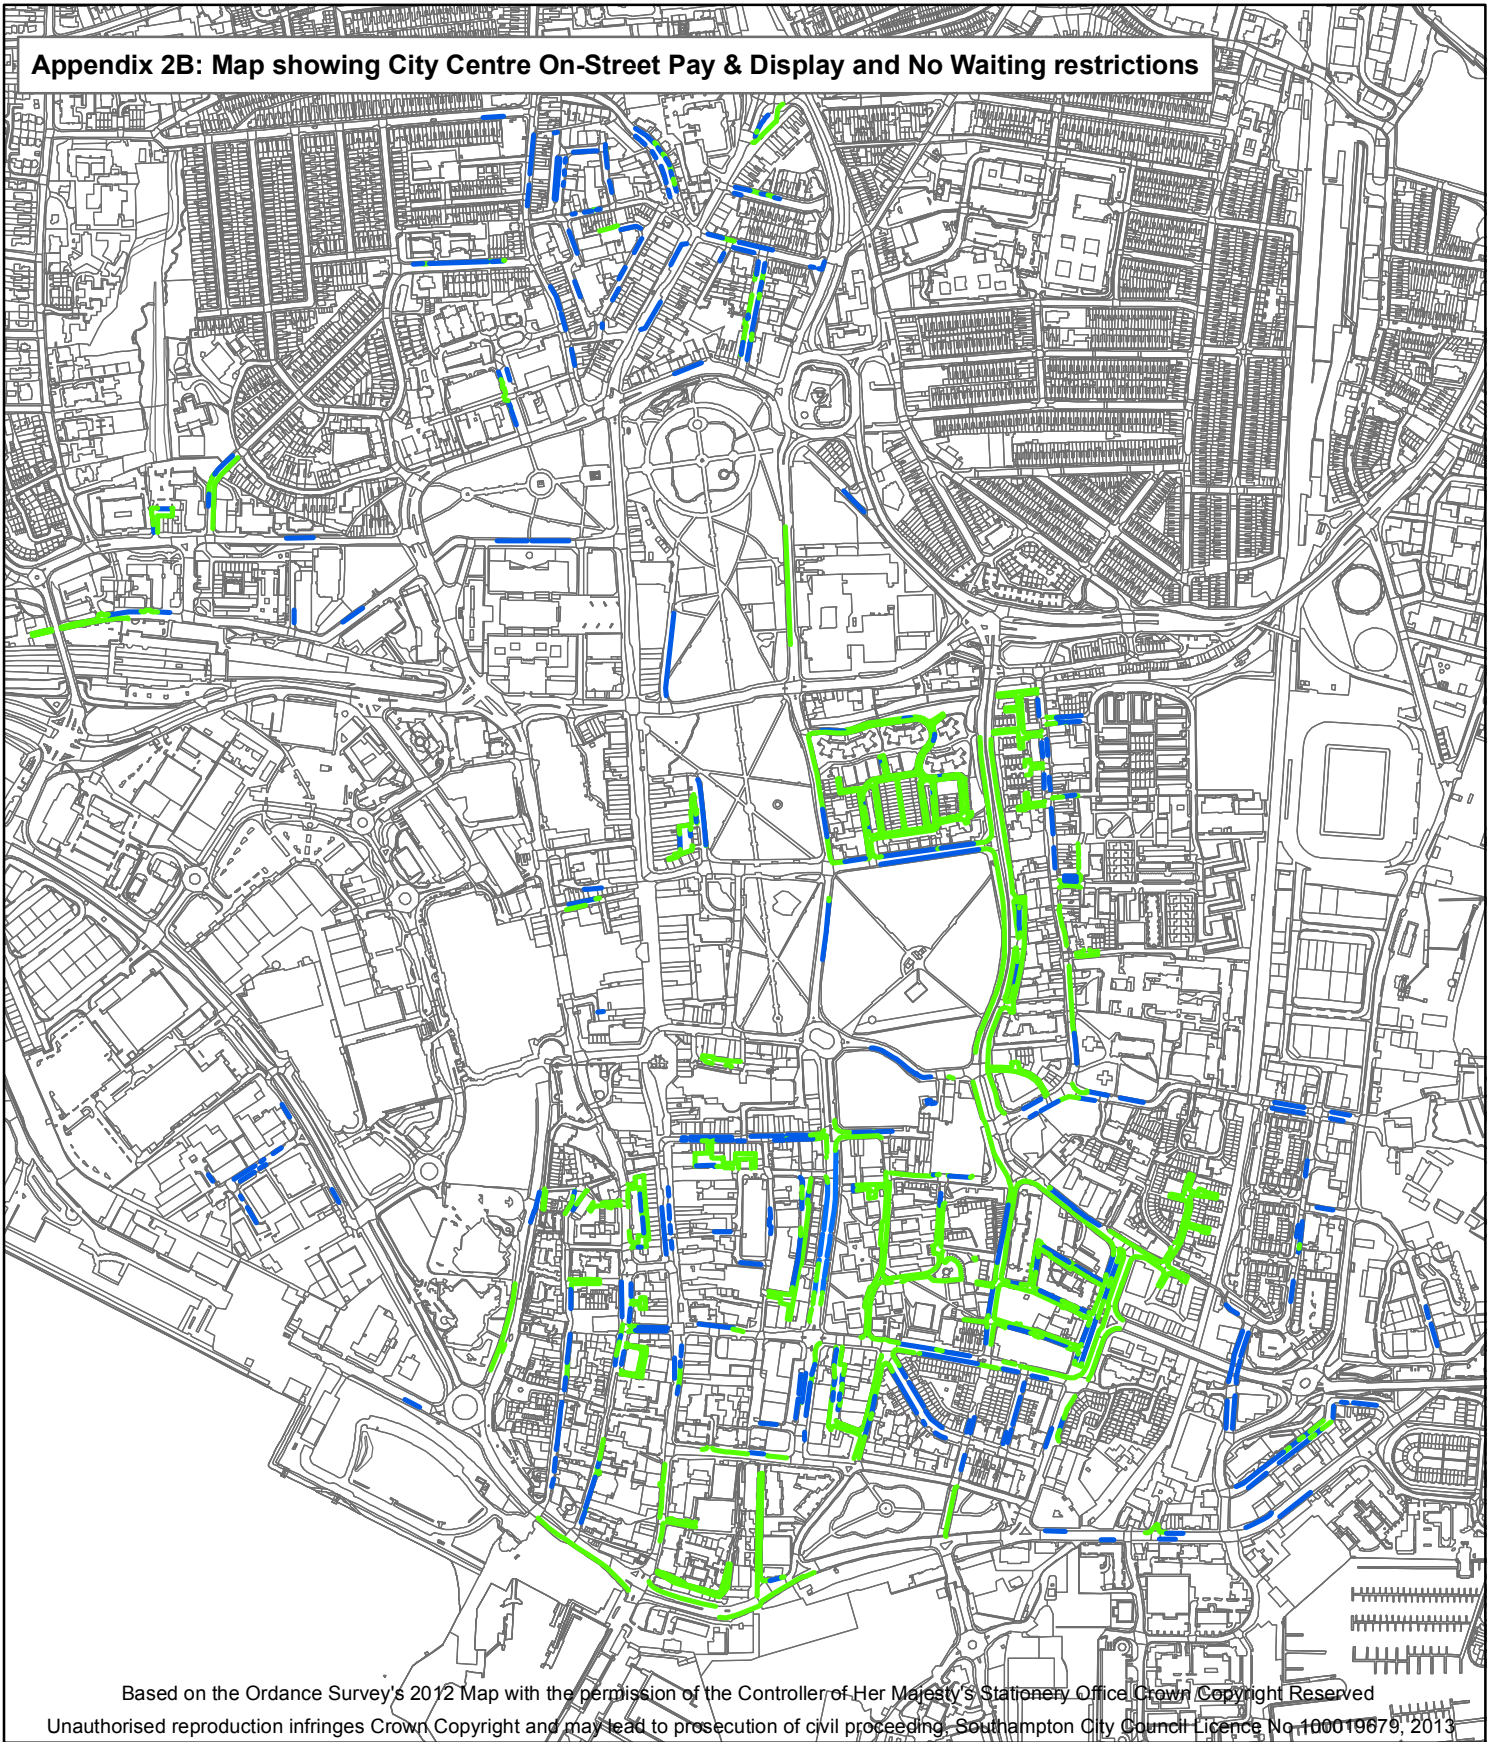 Appendix 2B: Map showing City Centre On-Street Pay & Display and No Waiting restrictions
Based on the Ordance Survey's 2012 Map with the permission of the Controller of Her Majesty's Stationery Office Crown Copyright Reserved
Unauthorised reproduction infringes Crown Copyright and may lead to prosecution of civil proceeding, Southampton City Council Licence No 100019679, 2013